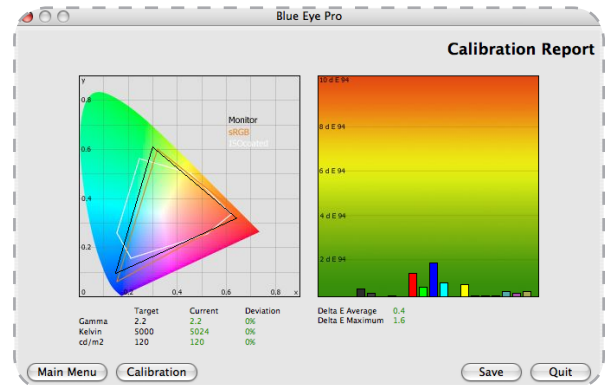 Blue Eye Pro
Calibration Report
y
0.8
0.6
0.4
0.2
0
0.2
0.4
0.6
0.8
x
Monitor
sRGB
ISOcoated
10 d E 94
8 d E 94
6 d E 94
4 d E 94
2 d E 94
Target Current Deviation
Gamma 2.2 2.2 0%
Kelvin 5000 5024 0%
cd/m2 120 120 0%
Delta E Average 0.4
Delta E Maximum 1.6
Main Menu
Calibration
Save
Quit